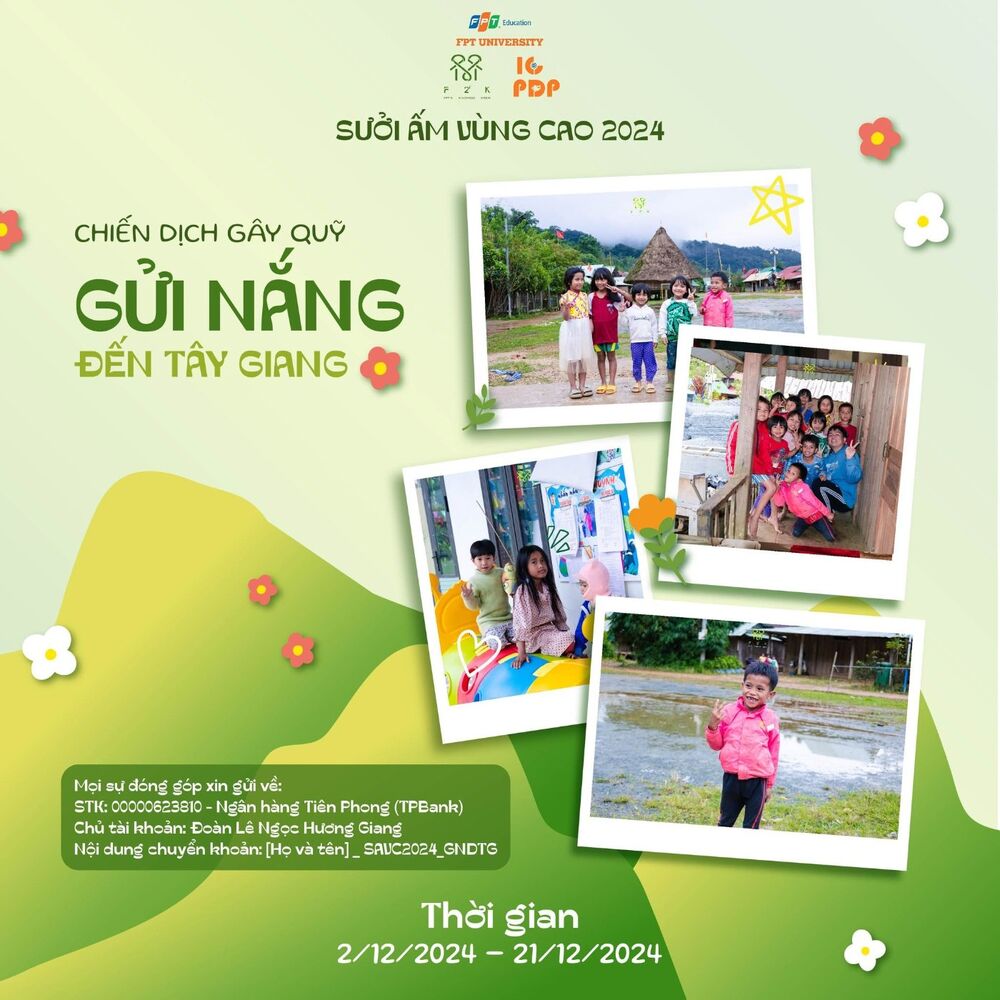 FPT Education
FPT UNIVERSITY
F 2 K
IC
PDP
SƯỞI ẤM VÙNG CAO 2024
CHIẾN DỊCH GÂY QUỸ
GỬI NẮNG
ĐẾN TÂY GIANG
Mọi sự đóng góp xin gửi về:
STK: 00000623810 - Ngân hàng Tiên Phong (TPBank)
Chủ tài khoản: Đoàn Lê Ngọc Hương Giang
Nội dung chuyển khoản: [Họ và tên] _ SAVC2024_GNDTG
Thời gian
2/12/2024 – 21/12/2024